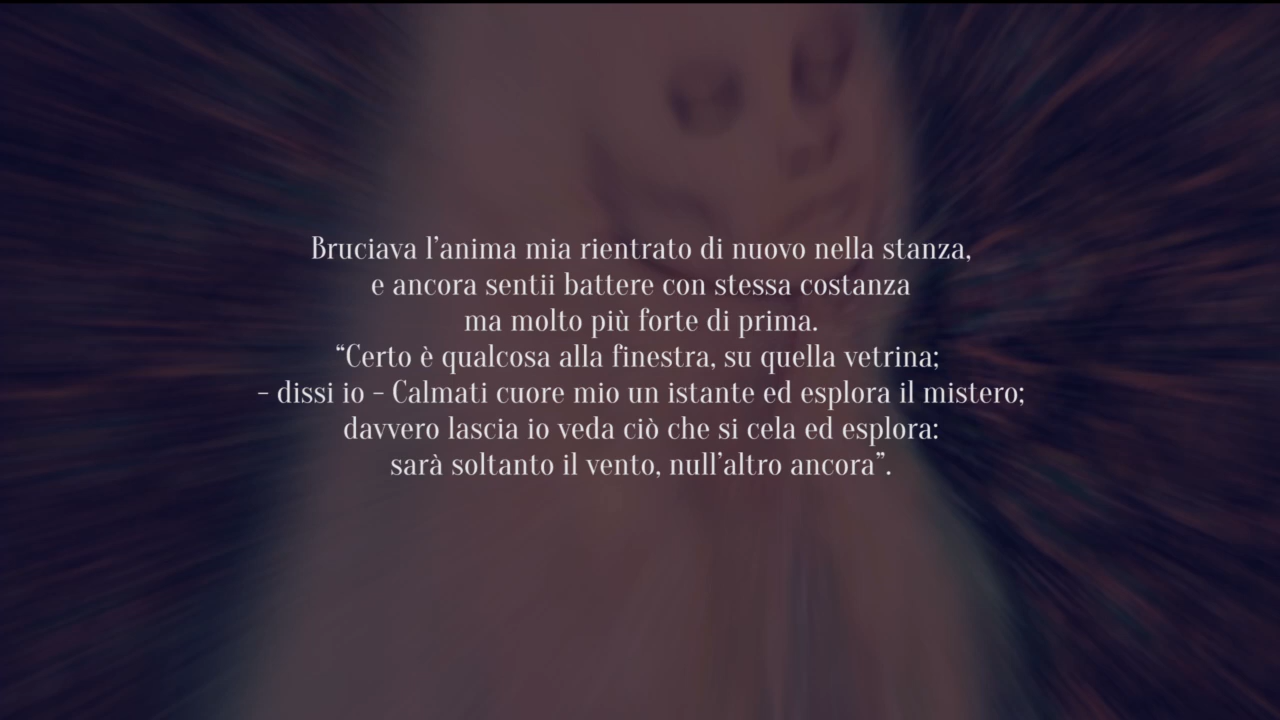 Bruciava l’anima mia rientrato di nuovo nella stanza,
e ancora sentii battere con stessa costanza
ma molto più forte di prima.
“Certo è qualcosa alla finestra, su quella vetrina;
- dissi io - Calmati cuore mio un istante ed esplora il mistero;
davvero lascia io veda ciò che si cela ed esplora:
sarà soltanto il vento, null’altro ancora”.